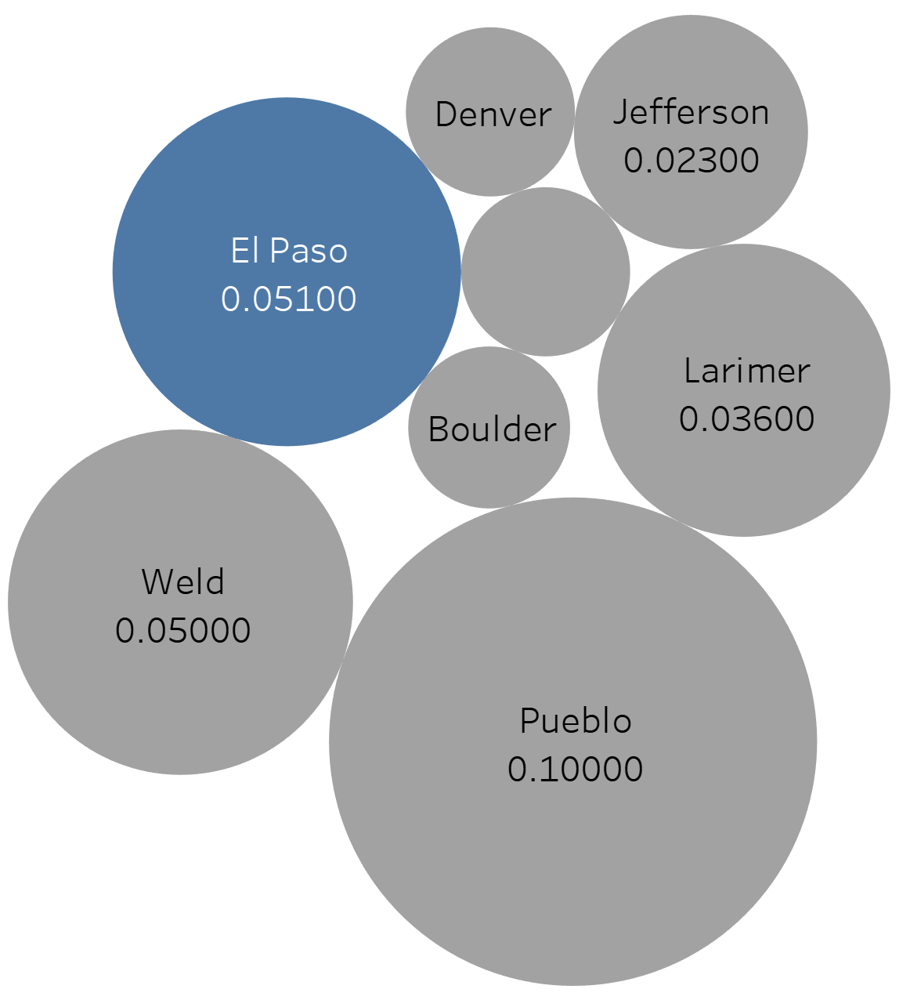 Denver
Jefferson
0.02300
El Paso
0.05100
Larimer
0.03600
Boulder
Weld
0.05000
Pueblo
0.10000